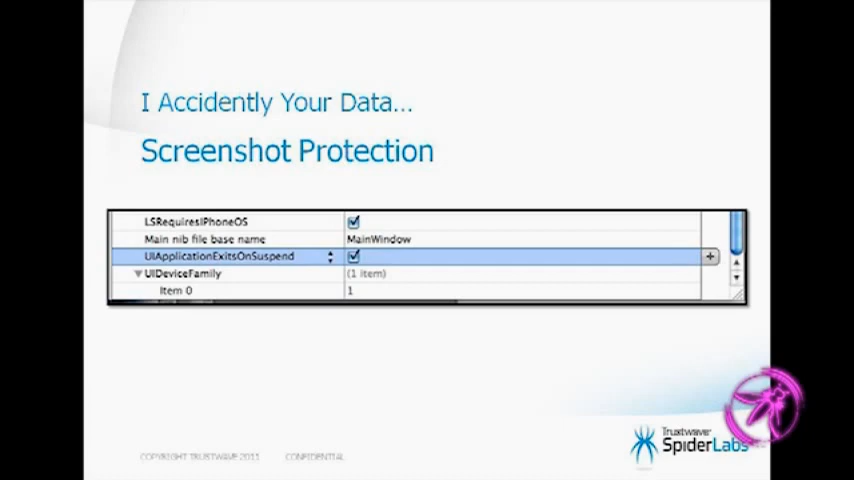 I Accidently Your Data...
Screenshot Protection
LSRequiresIPhoneOS
Main nib file base name MainWindow
UIApplicationExitsOnSuspend
UIDeviceFamily (1 item)
Item 0 1
Trustwave
SpiderLabs
COPYRIGHT TRUSTWAVE 2011 CONFIDENTIAL